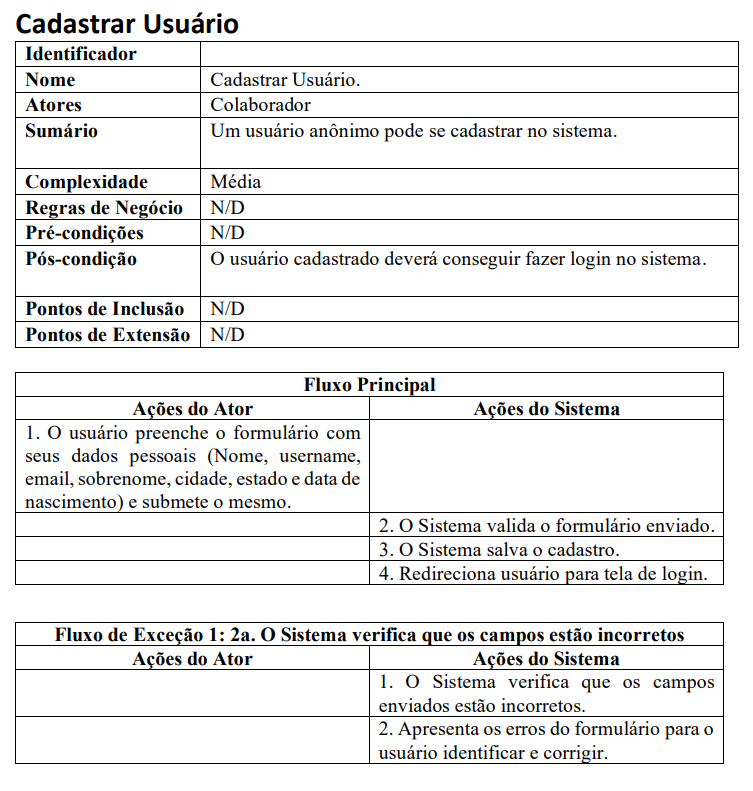 Cadastrar Usuário
Identificador
Nome Cadastrar Usuário.
Atores Colaborador
Sumário Um usuário anônimo pode se cadastrar no sistema.
Complexidade Média
Regras de Negócio N/D
Pré-condições N/D
Pós-condição O usuário cadastrado deverá conseguir fazer login no sistema.
Pontos de Inclusão N/D
Pontos de Extensão N/D
Fluxo Principal
Ações do Ator Ações do Sistema
1. O usuário preenche o formulário com
seus dados pessoais (Nome, username,
email, sobrenome, cidade, estado e data de
nascimento) e submete o mesmo.
2. O Sistema valida o formulário enviado.
3. O Sistema salva o cadastro.
4. Redireciona usuário para tela de login.
Fluxo de Exceção 1: 2a. O Sistema verifica que os campos estão incorretos
Ações do Ator Ações do Sistema
1. O Sistema verifica que os campos
enviados estão incorretos.
2. Apresenta os erros do formulário para o
usuário identificar e corrigir.